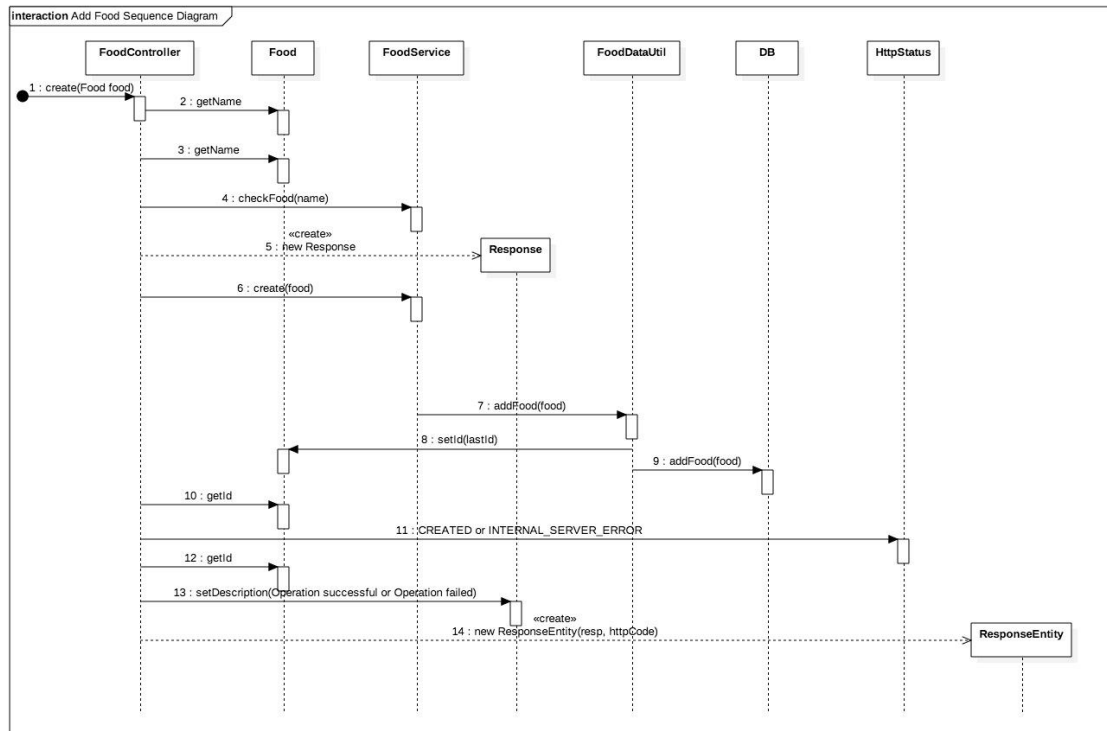 interaction Add Food Sequence Diagram
FoodController
Food
FoodService
FoodDataUtil
DB
HttpStatus
1 : create(Food food)
2 : getName
3 : getName
4 : checkFood(name)
«create»
5 : new Response
Response
6 : create(food)
7 : addFood(food)
8 : setId(lastId)
9 : addFood(food)
10 : getId
11 : CREATED or INTERNAL_SERVER_ERROR
12 : getId
13 : setDescription(Operation successful or Operation failed)
«create»
14 : new ResponseEntity(resp, httpCode)
ResponseEntity